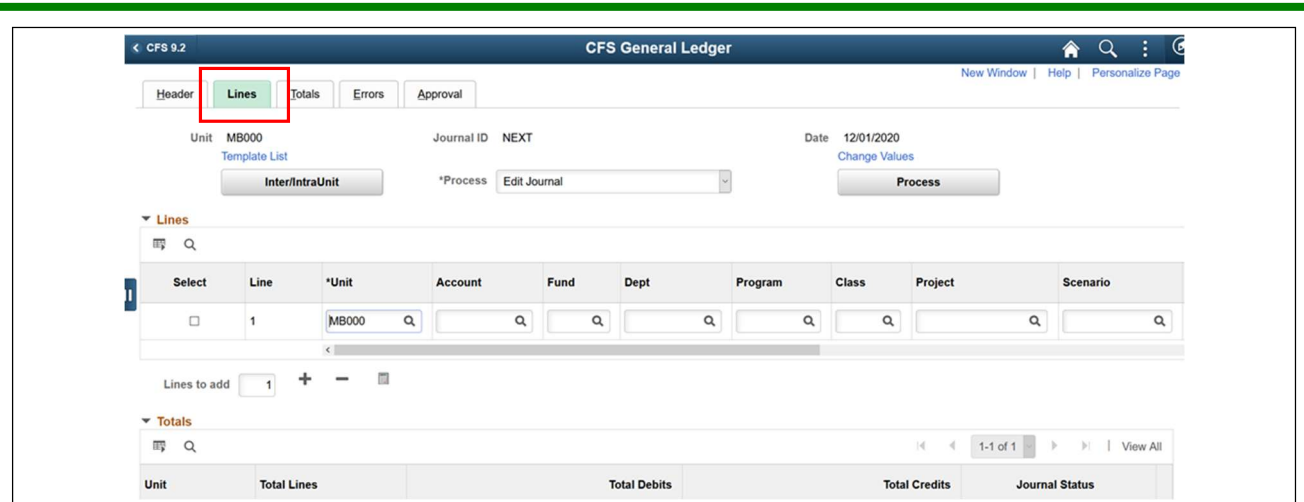 CFS 9.2 CFS General Ledger
New Window | Help | Personalize Page
Header Lines Totals Errors Approval
Unit MB000 Journal ID NEXT Date 12/01/2020
Template List Change Values
Inter/IntraUnit *Process Edit Journal Process
Lines
Select Line *Unit Account Fund Dept Program Class Project Scenario
1 MB000
Lines to add 1
Totals
1-1 of 1 | View All
Unit Total Lines Total Debits Total Credits Journal Status